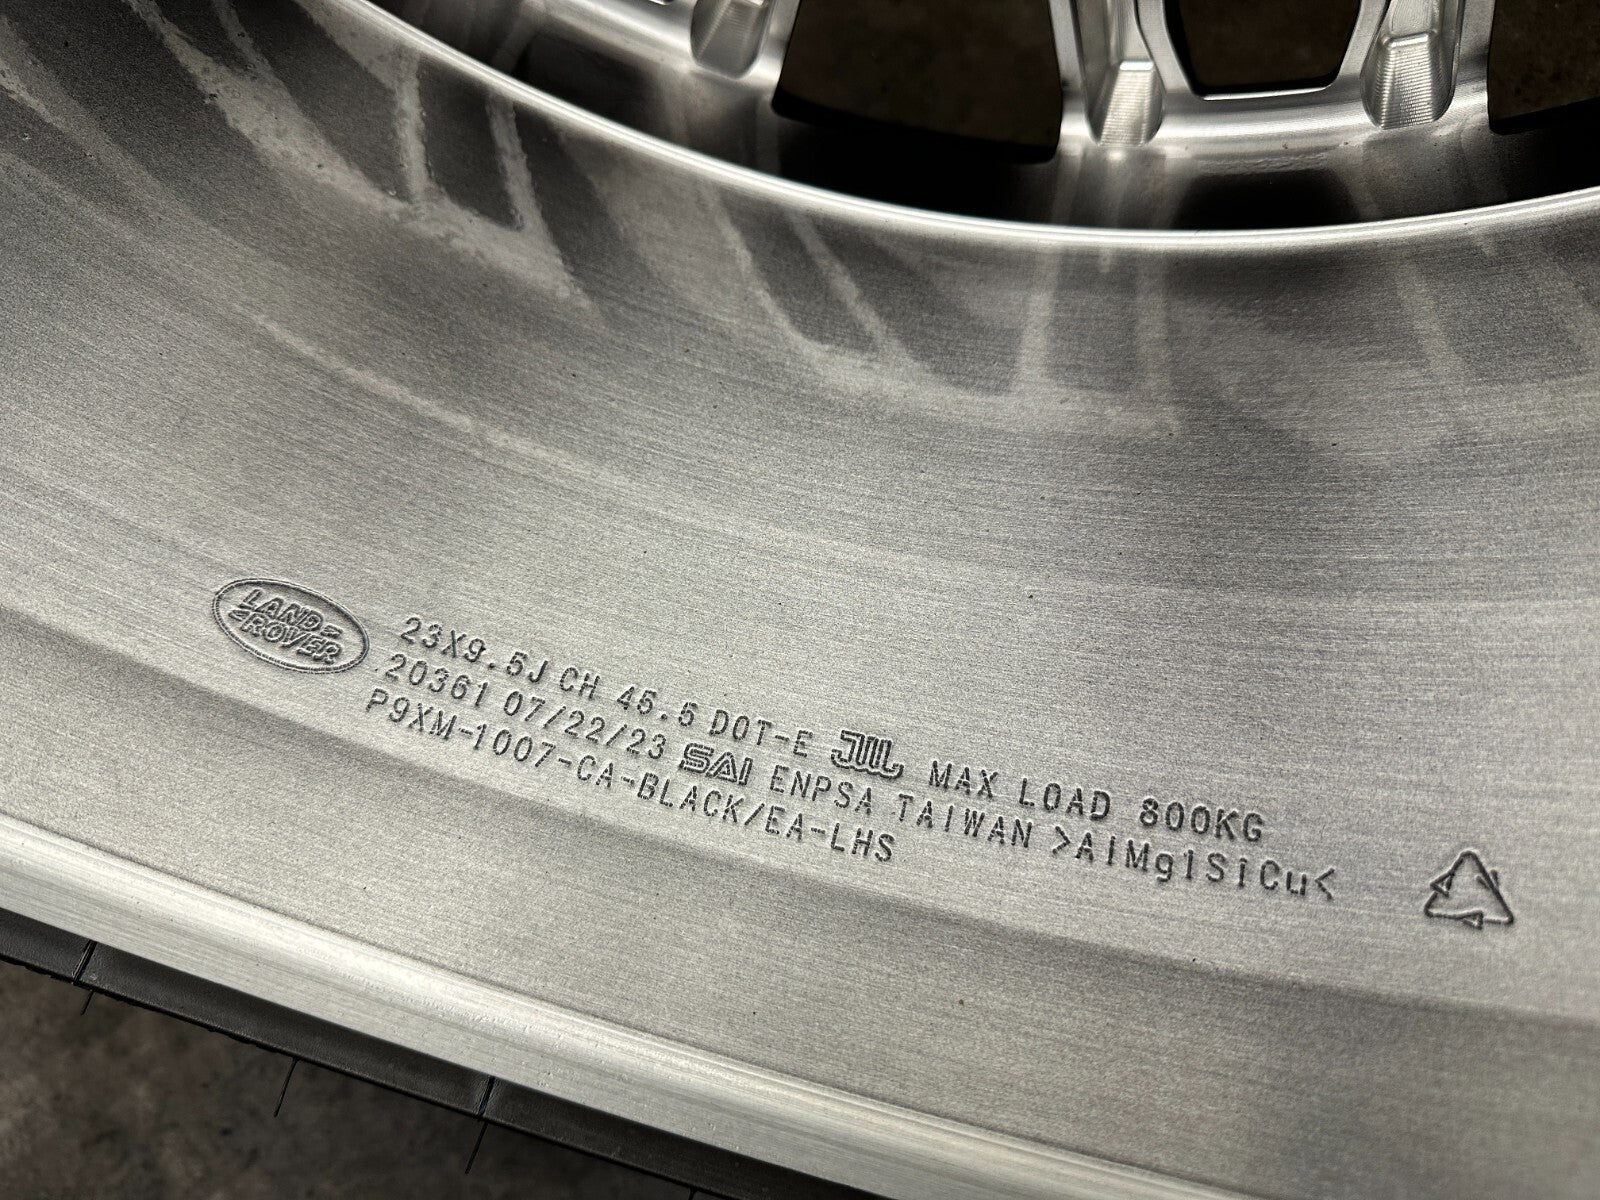 LAND
ROVER
23X9.5J CH 45.5 DOT-E JWL MAX LOAD 800KG
20361 07/22/23 SAI ENPSA TAIWAN >AlMg1SiCu<
P9XM-1007-CA-BLACK/EA-LHS